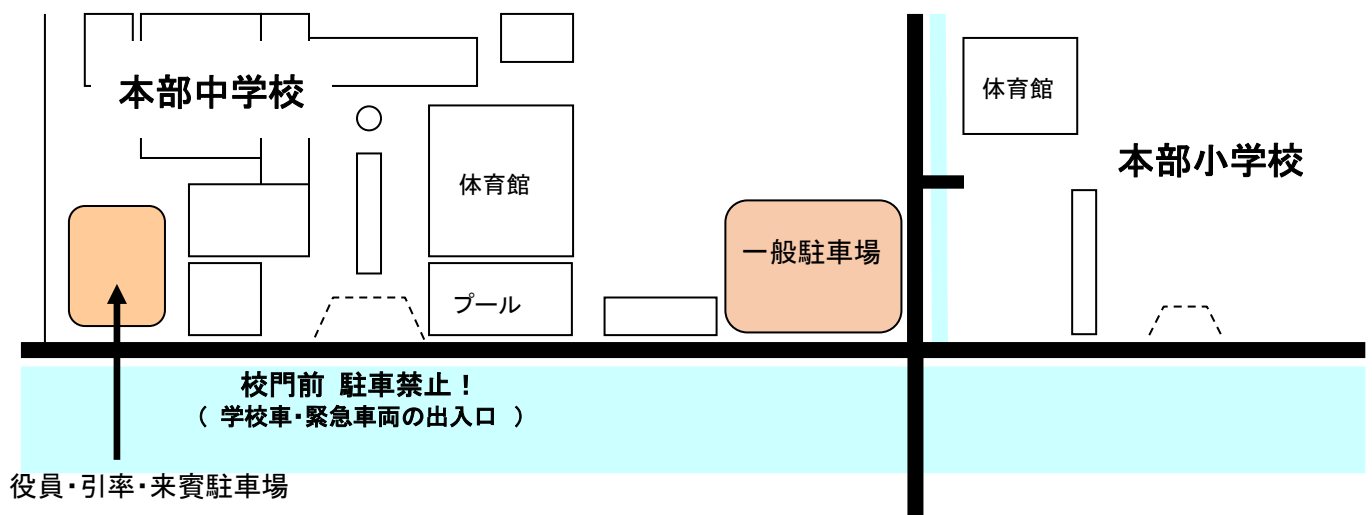 本部中学校
体育館
本部小学校
体育館
一般駐車場
プール
校門前 駐車禁止！
（ 学校車・緊急車両の出入口 ）
役員・引率・来賓駐車場